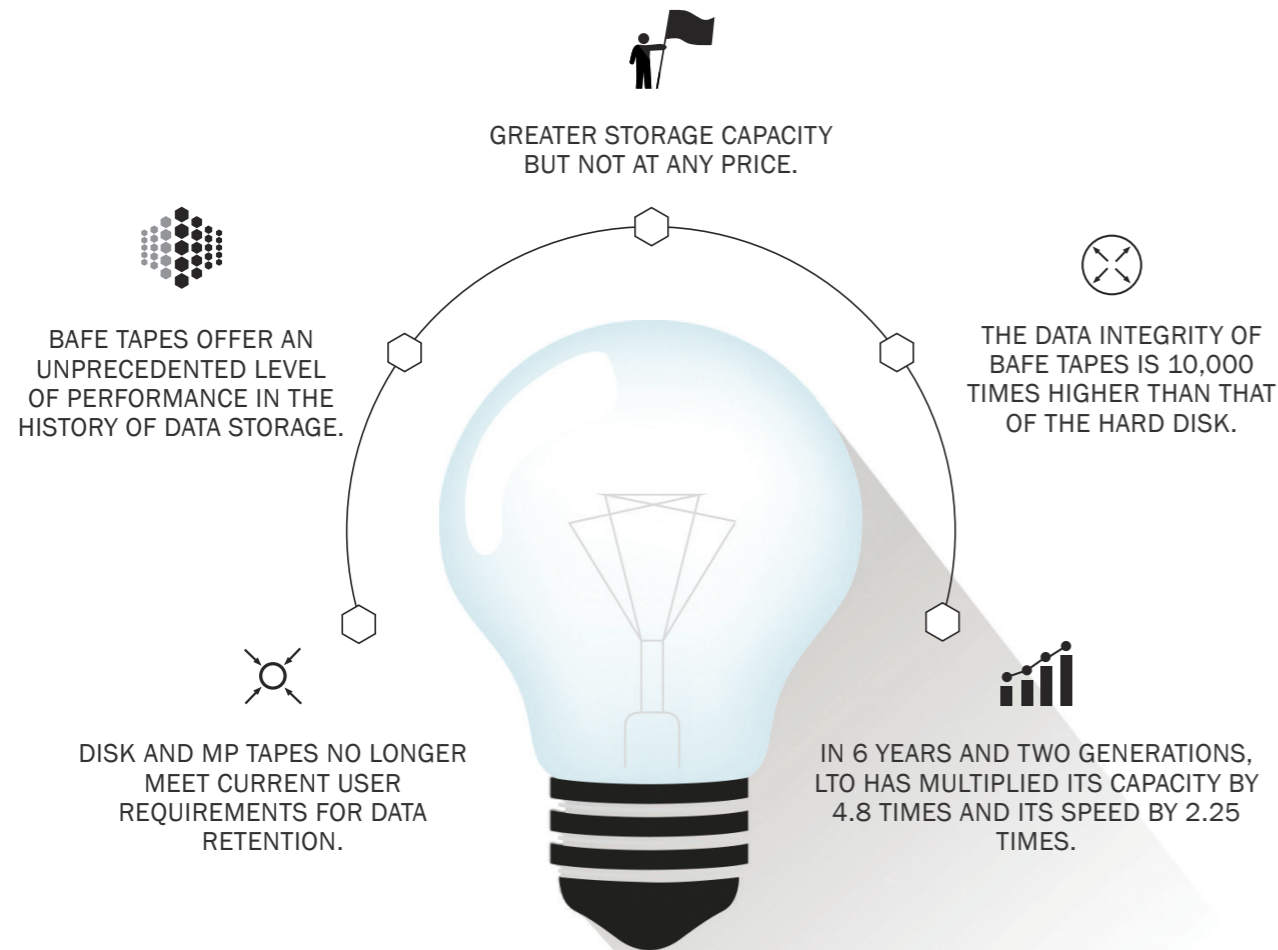 GREATER STORAGE CAPACITY
BUT NOT AT ANY PRICE.
BAFE TAPES OFFER AN
UNPRECEDENTED LEVEL
OF PERFORMANCE IN THE
HISTORY OF DATA STORAGE.
THE DATA INTEGRITY OF
BAFE TAPES IS 10,000
TIMES HIGHER THAN THAT
OF THE HARD DISK.
DISK AND MP TAPES NO LONGER
MEET CURRENT USER
REQUIREMENTS FOR DATA
RETENTION.
IN 6 YEARS AND TWO GENERATIONS,
LTO HAS MULTIPLIED ITS CAPACITY BY
4.8 TIMES AND ITS SPEED BY 2.25
TIMES.